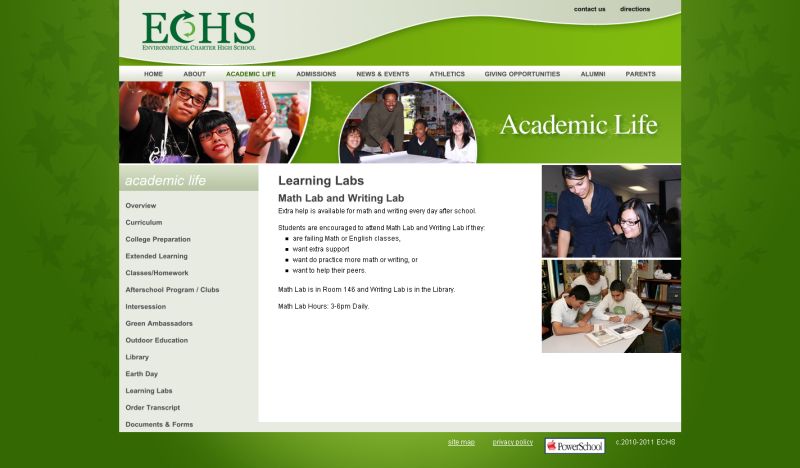 contact us directions
ECHS
ENVIRONMENTAL CHARTER HIGH SCHOOL
HOME ABOUT ACADEMIC LIFE ADMISSIONS NEWS & EVENTS ATHLETICS GIVING OPPORTUNITIES ALUMNI PARENTS
Academic Life
academic life
Overview
Curriculum
College Preparation
Extended Learning
Classes/Homework
Afterschool Program / Clubs
Intersession
Green Ambassadors
Outdoor Education
Library
Earth Day
Learning Labs
Order Transcript
Documents & Forms
Learning Labs
Math Lab and Writing Lab
Extra help is available for math and writing every day after school.
Students are encouraged to attend Math Lab and Writing Lab if they:
are failing Math or English classes,
want extra support
want do practice more math or writing, or
want to help their peers.
Math Lab is in Room 146 and Writing Lab is in the Library.
Math Lab Hours: 3-6pm Daily.
site map privacy policy PowerSchool c.2010-2011 ECHS